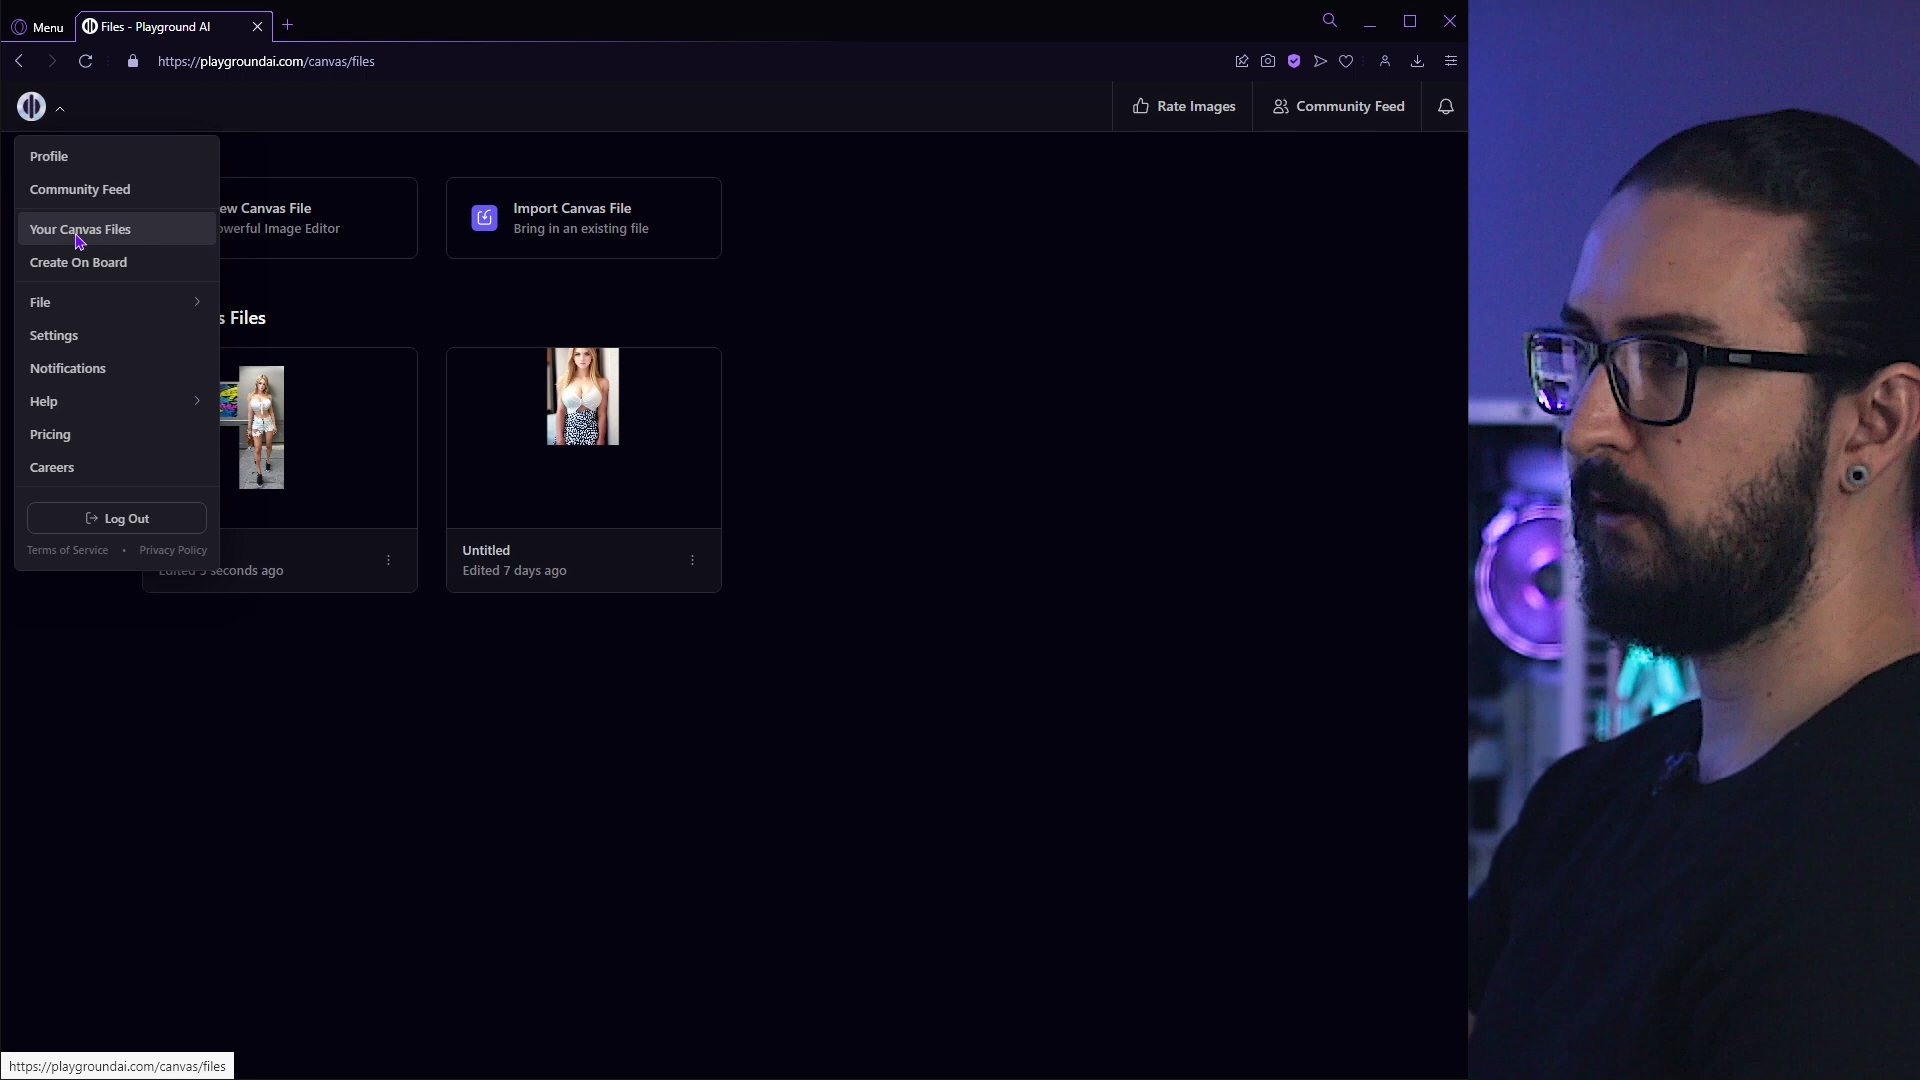 Menu
Files - Playground AI
https://playgroundai.com/canvas/files
Rate Images
Community Feed
Profile
Community Feed
Your Canvas Files
Create On Board
File
Settings
Notifications
Help
Pricing
Careers
Log Out
Terms of Service • Privacy Policy
ew Canvas File
werful Image Editor
Import Canvas File
Bring in an existing file
s Files
Edited 5 seconds ago
Untitled
Edited 7 days ago
https://playgroundai.com/canvas/files